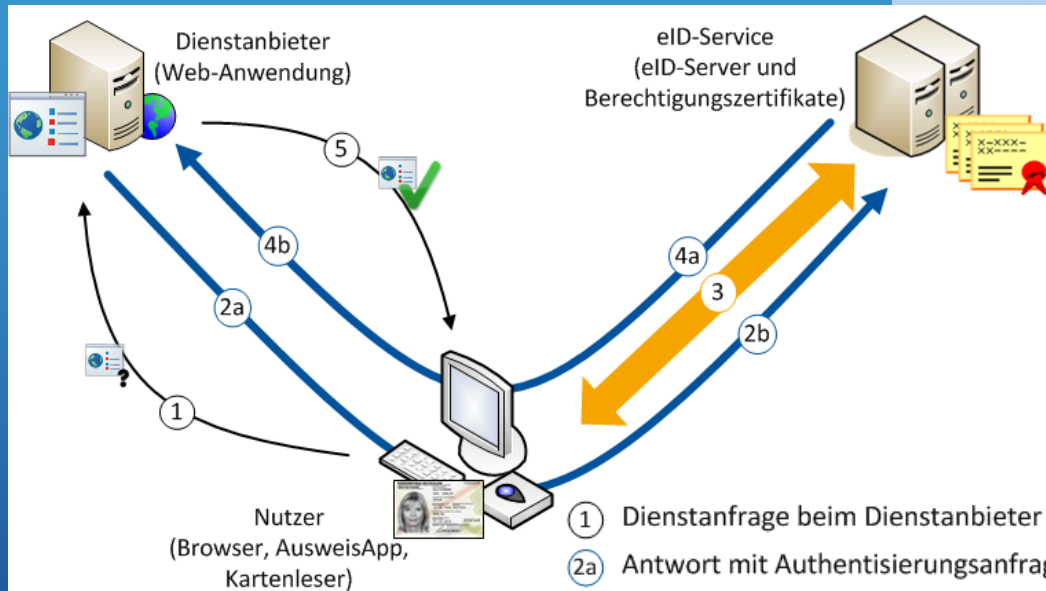 Dienstanbieter
(Web-Anwendung)
eID-Service
(eID-Server und
Berechtigungszertifikate)
5
4b
4a
2a
3
2b
1
?
Nutzer
(Browser, AusweisApp,
Kartenleser)
1 Dienstanfrage beim Dienstanbieter
2a Antwort mit Authentisierungsanfrag